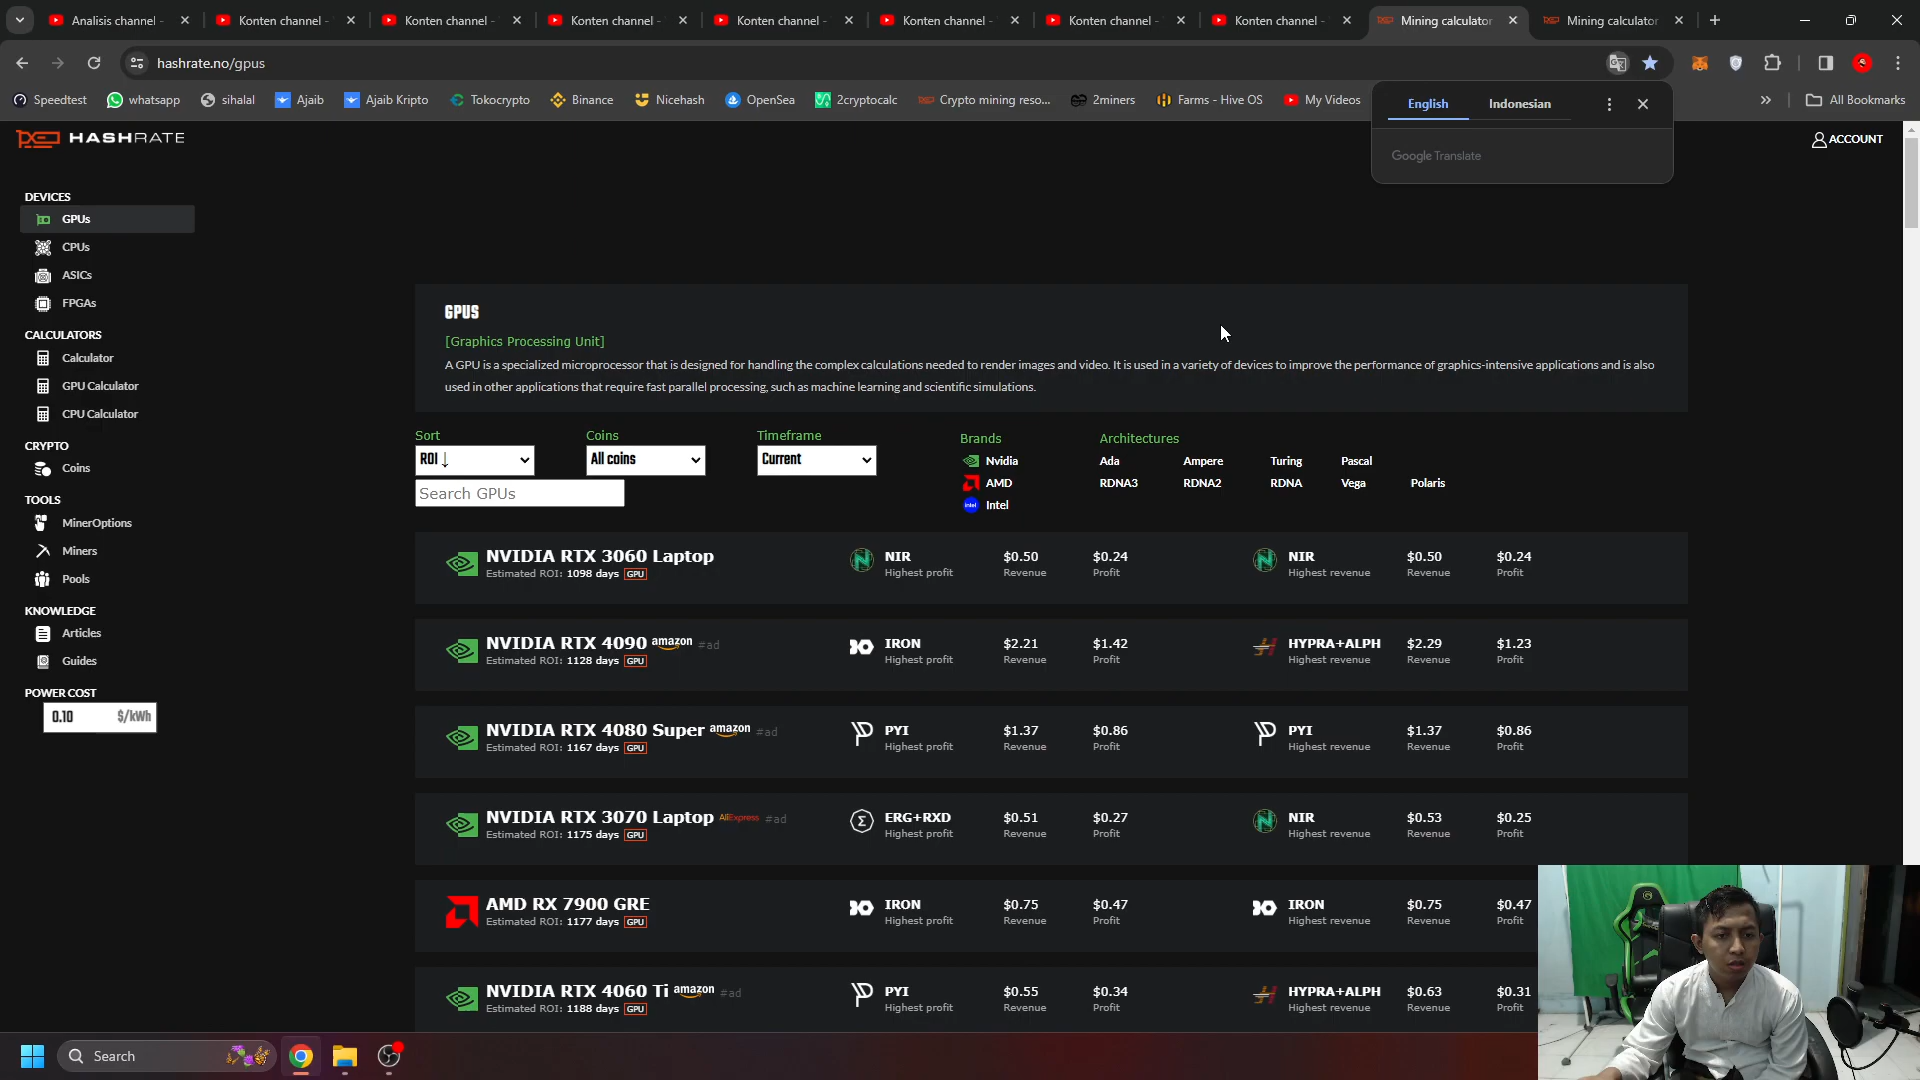 Analisis channel -
Konten channel -
Konten channel -
Konten channel -
Konten channel -
Konten channel -
Konten channel -
Konten channel -
Mining calculator
Mining calculator
hashrate.no/gpus
Speedtest
whatsapp
sihalal
Ajaib
Ajaib Kripto
Tokocrypto
Binance
Nicehash
OpenSea
2cryptocalc
Crypto mining reso...
2miners
Farms - Hive OS
My Videos
All Bookmarks
English
Indonesian
Google Translate
HASHRATE
ACCOUNT
DEVICES
GPUs
CPUs
ASICs
FPGAs
CALCULATORS
Calculator
GPU Calculator
CPU Calculator
CRYPTO
Coins
TOOLS
MinerOptions
Miners
Pools
KNOWLEDGE
Articles
Guides
POWER COST
0.10 $/kWh
GPUS
[Graphics Processing Unit]
A GPU is a specialized microprocessor that is designed for handling the complex calculations needed to render images and video. It is used in a variety of devices to improve the performance of graphics-intensive applications and is also
used in other applications that require fast parallel processing, such as machine learning and scientific simulations.
Sort
ROI ↓
Coins
All coins
Timeframe
Current
Search GPUs
Brands
Nvidia
AMD
Intel
intel
Architectures
Ada Ampere Turing Pascal
RDNA3 RDNA2 RDNA Vega Polaris
NVIDIA RTX 3060 Laptop
Estimated ROI: 1098 days GPU
NIR $0.50 $0.24
Highest profit Revenue Profit
NIR $0.50 $0.24
Highest revenue Revenue Profit
NVIDIA RTX 4090 amazon #ad
Estimated ROI: 1128 days GPU
IRON $2.21 $1.42
Highest profit Revenue Profit
HYPRA+ALPH $2.29 $1.23
Highest revenue Revenue Profit
NVIDIA RTX 4080 Super amazon #ad
Estimated ROI: 1167 days GPU
PYI $1.37 $0.86
Highest profit Revenue Profit
PYI $1.37 $0.86
Highest revenue Revenue Profit
NVIDIA RTX 3070 Laptop AliExpress #ad
Estimated ROI: 1175 days GPU
ERG+RXD $0.51 $0.27
Highest profit Revenue Profit
NIR $0.53 $0.25
Highest revenue Revenue Profit
AMD RX 7900 GRE
Estimated ROI: 1177 days GPU
IRON $0.75 $0.47
Highest profit Revenue Profit
IRON $0.75 $0.47
Highest revenue Revenue Profit
NVIDIA RTX 4060 Ti amazon #ad
Estimated ROI: 1188 days GPU
PYI $0.55 $0.34
Highest profit Revenue Profit
HYPRA+ALPH $0.63 $0.31
Highest revenue Revenue Profit
Search